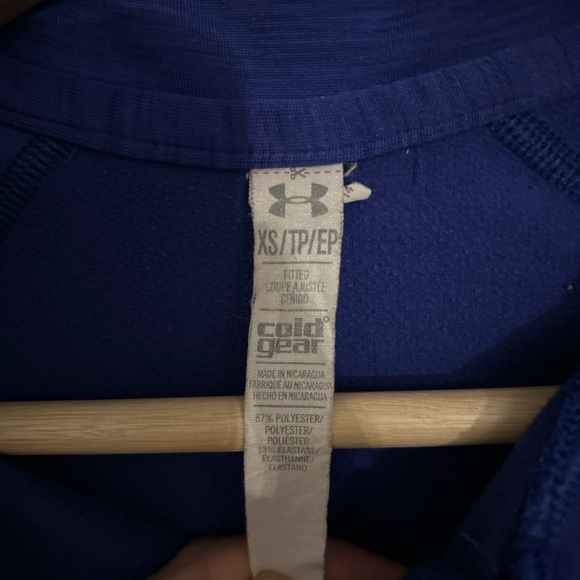 XS/TP/EP
FITTED
COUPE AJUSTÉE
CEÑIDO
cold
gear
MADE IN NICARAGUA
FABRIQUÉ AU NICARAGUA
HECHO EN NICARAGUA
87% POLYESTER/
POLYESTER/
POLIÉSTER
13% ELASTANE/
ÉLASTHANNE/
ELASTANO